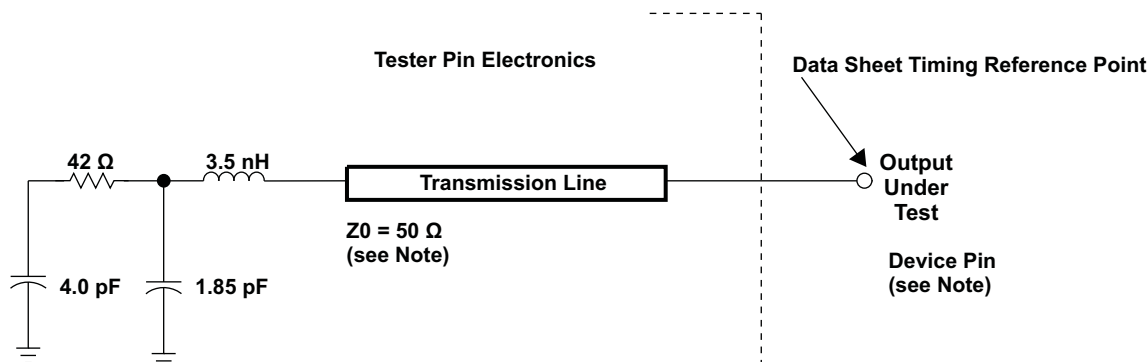 Tester Pin Electronics
Data Sheet Timing Reference Point
42 Ω
3.5 nH
Transmission Line
Output
Under
Test
Z0 = 50 Ω
(see Note)
Device Pin
(see Note)
4.0 pF
1.85 pF